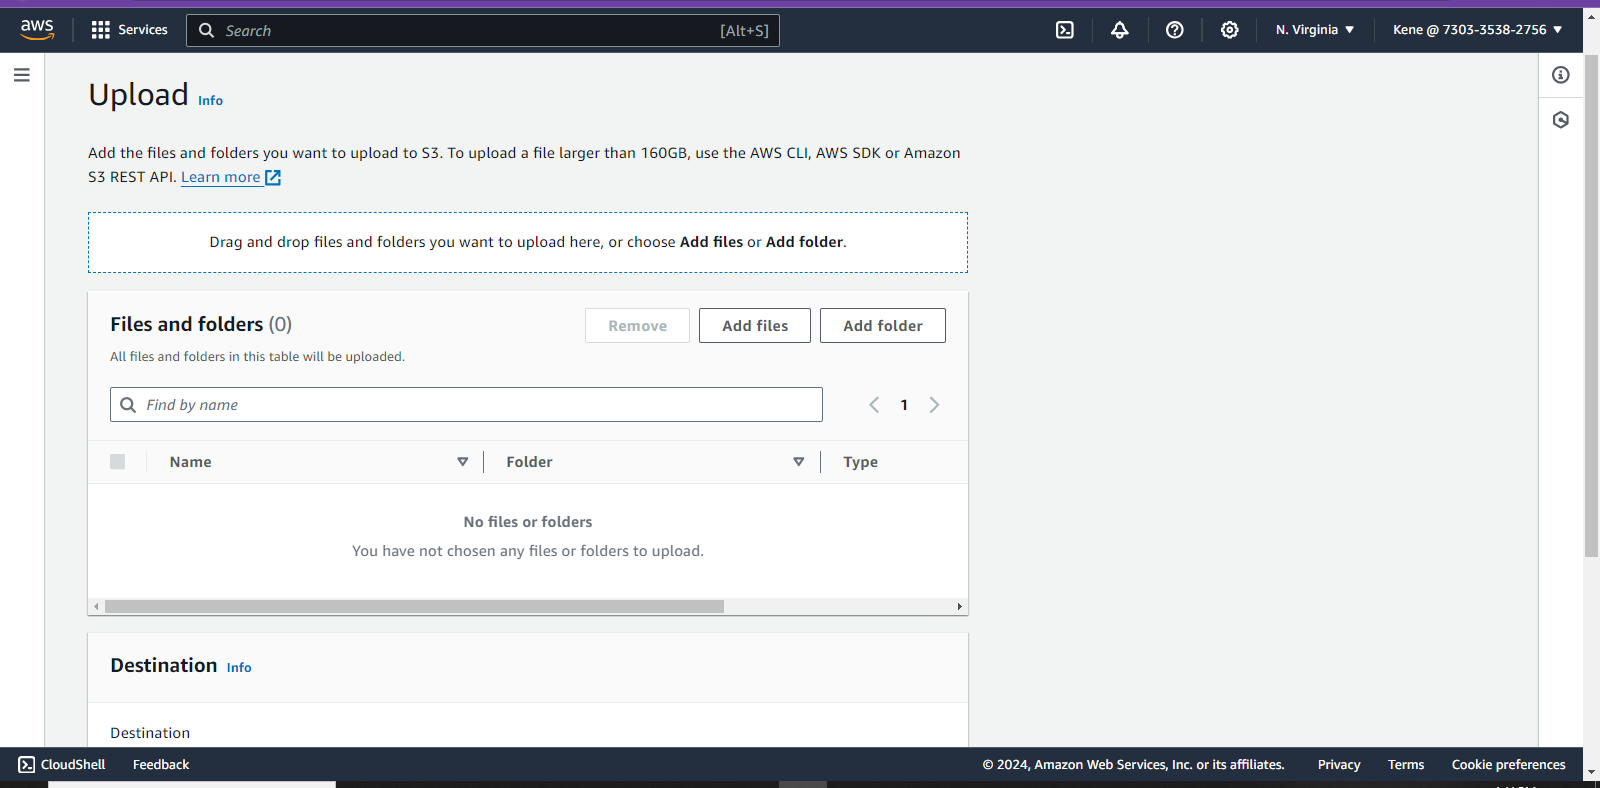 aws
Services
Search
[Alt+S]
N. Virginia
Kene @ 7303-3538-2756
Upload Info
Add the files and folders you want to upload to S3. To upload a file larger than 160GB, use the AWS CLI, AWS SDK or Amazon
S3 REST API. Learn more
Drag and drop files and folders you want to upload here, or choose Add files or Add folder.
Files and folders (0)
Remove
Add files
Add folder
All files and folders in this table will be uploaded.
Find by name
1
Name
Folder
Type
No files or folders
You have not chosen any files or folders to upload.
Destination Info
Destination
CloudShell
Feedback
© 2024, Amazon Web Services, Inc. or its affiliates.
Privacy
Terms
Cookie preferences